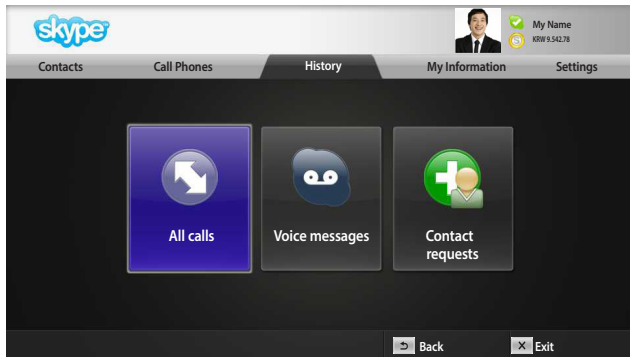 skype
My Name
KRW 9.542.78
Contacts
Call Phones
History
My Information
Settings
All calls
Voice messages
Contact
requests
Back
Exit